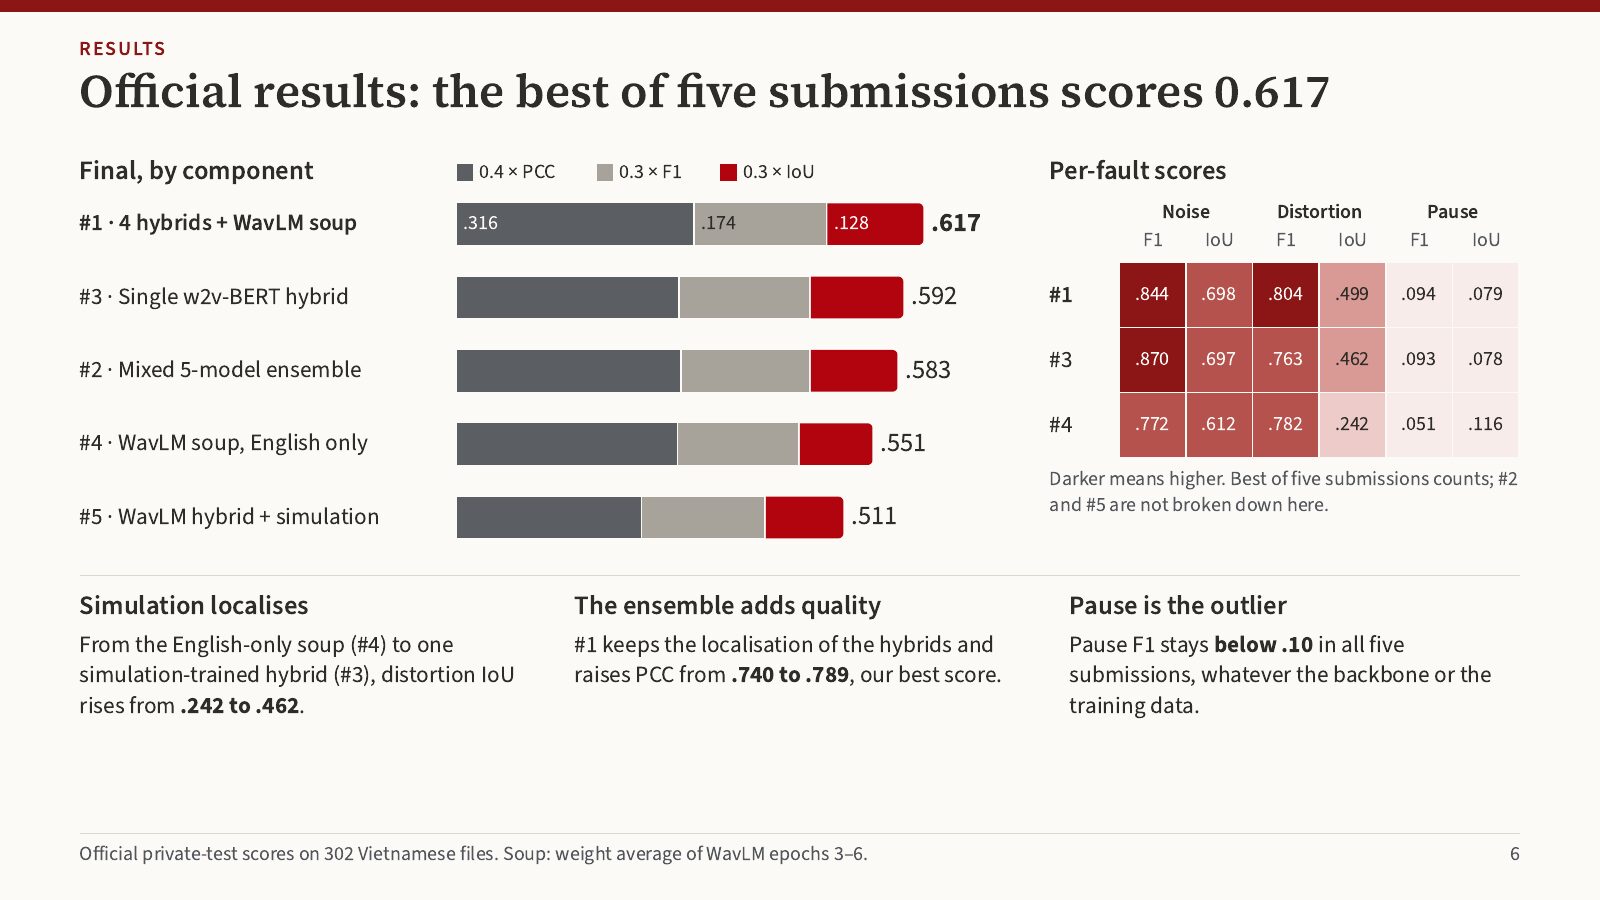 RESULTS
Official results: the best of five submissions scores 0.617
Final, by component
0.4 × PCC
0.3 × F1
0.3 × IoU
#1 · 4 hybrids + WavLM soup
.316
.174
.128
.617
#3 · Single w2v-BERT hybrid
.592
#2 · Mixed 5-model ensemble
.583
#4 · WavLM soup, English only
.551
#5 · WavLM hybrid + simulation
.511
Per-fault scores
Noise Distortion Pause
F1 IoU F1 IoU F1 IoU
#1 .844 .698 .804 .499 .094 .079
#3 .870 .697 .763 .462 .093 .078
#4 .772 .612 .782 .242 .051 .116
Darker means higher. Best of five submissions counts; #2
and #5 are not broken down here.
Simulation localises
From the English-only soup (#4) to one
simulation-trained hybrid (#3), distortion IoU
rises from .242 to .462.
The ensemble adds quality
#1 keeps the localisation of the hybrids and
raises PCC from .740 to .789, our best score.
Pause is the outlier
Pause F1 stays below .10 in all five
submissions, whatever the backbone or the
training data.
Official private-test scores on 302 Vietnamese files. Soup: weight average of WavLM epochs 3–6.
6